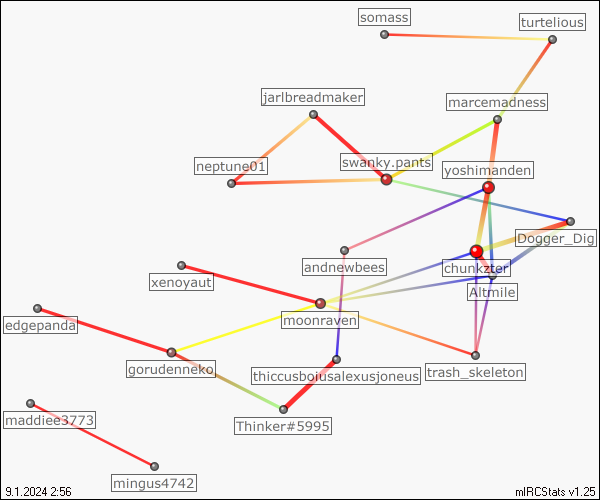 somass
turtelious
jarlbreadmaker
marcemadness
neptune01
swanky.pants
yoshimanden
Dogger_Dig
andnewbees
chunkzter
xenoyaut
Altmile
moonraven
edgepanda
gorudenneko
thiccusboiusalexusjoneus
trash_skeleton
maddiee3773
Thinker#5995
mingus4742
9.1.2024 2:56
mIRCStats v1.25